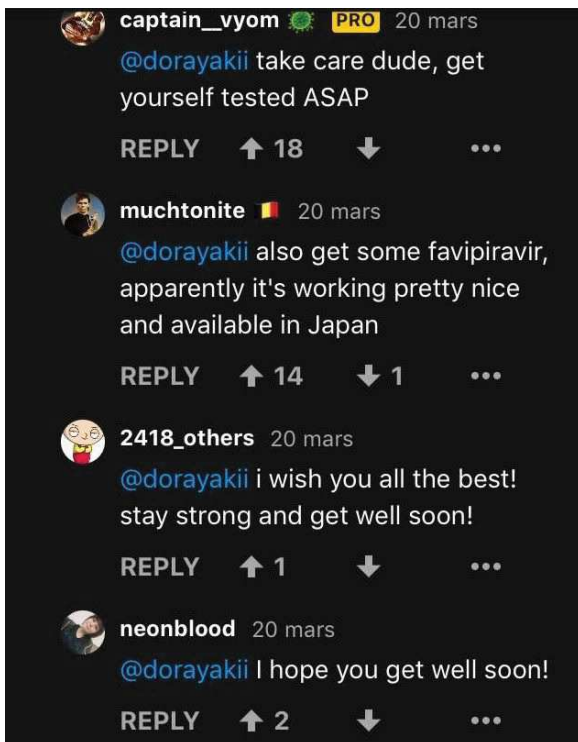 captain__vyom PRO 20 mars
@dorayakii take care dude, get
yourself tested ASAP
REPLY 18
muchtonite 20 mars
@dorayakii also get some favipiravir,
apparently it's working pretty nice
and available in Japan
REPLY 14 1
2418_others 20 mars
@dorayakii i wish you all the best!
stay strong and get well soon!
REPLY 1
neonblood 20 mars
@dorayakii I hope you get well soon!
REPLY 2